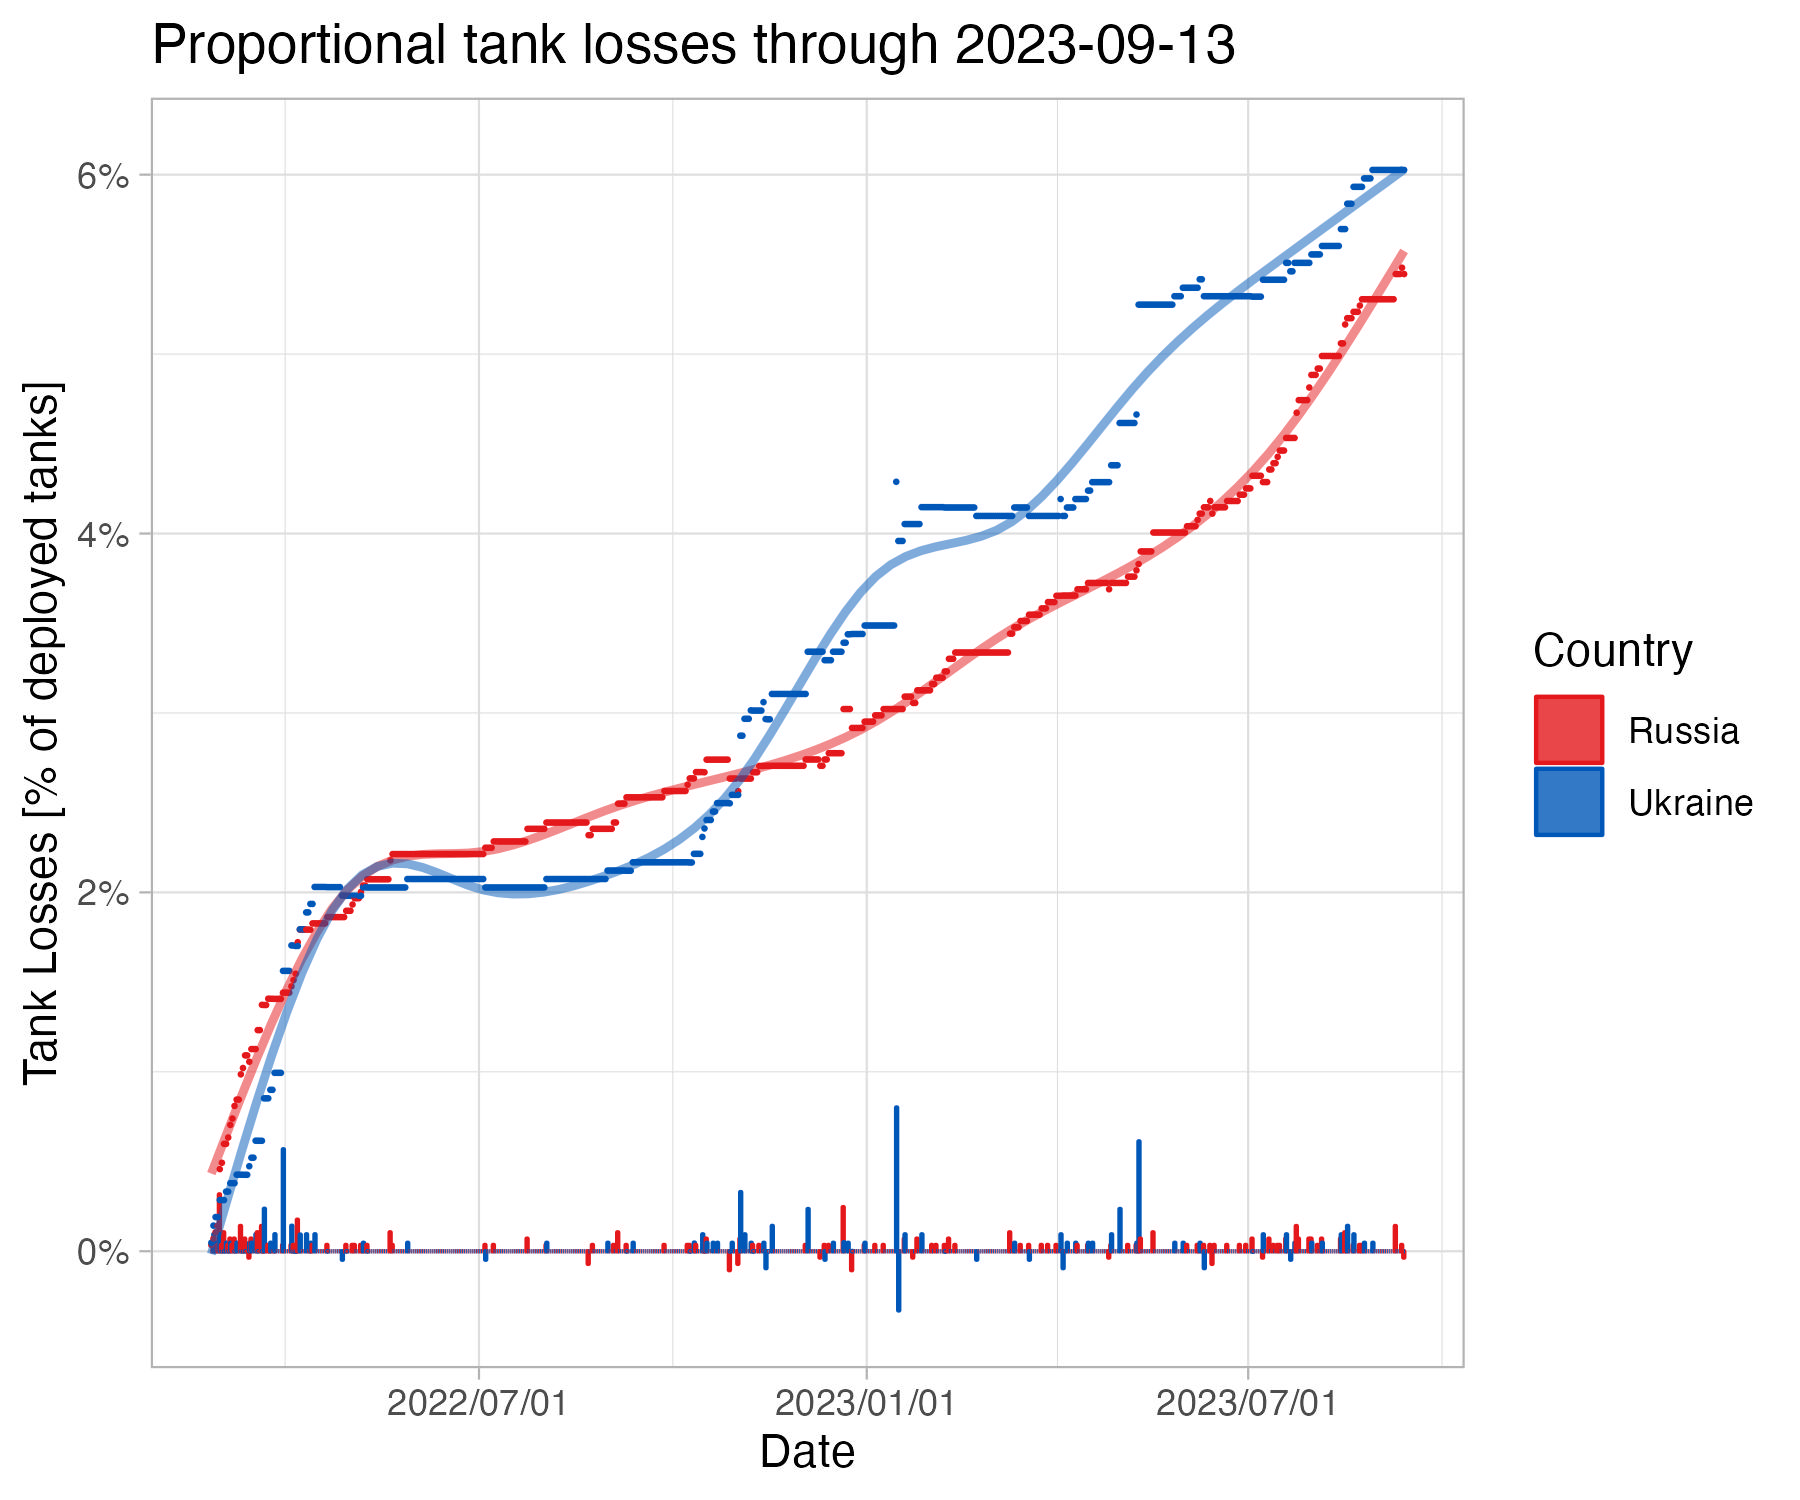 Proportional tank losses through 2023-09-13
Tank Losses [% of deployed tanks]
6%
4%
2%
0%
2022/07/01
2023/01/01
2023/07/01
Date
Country
Russia
Ukraine